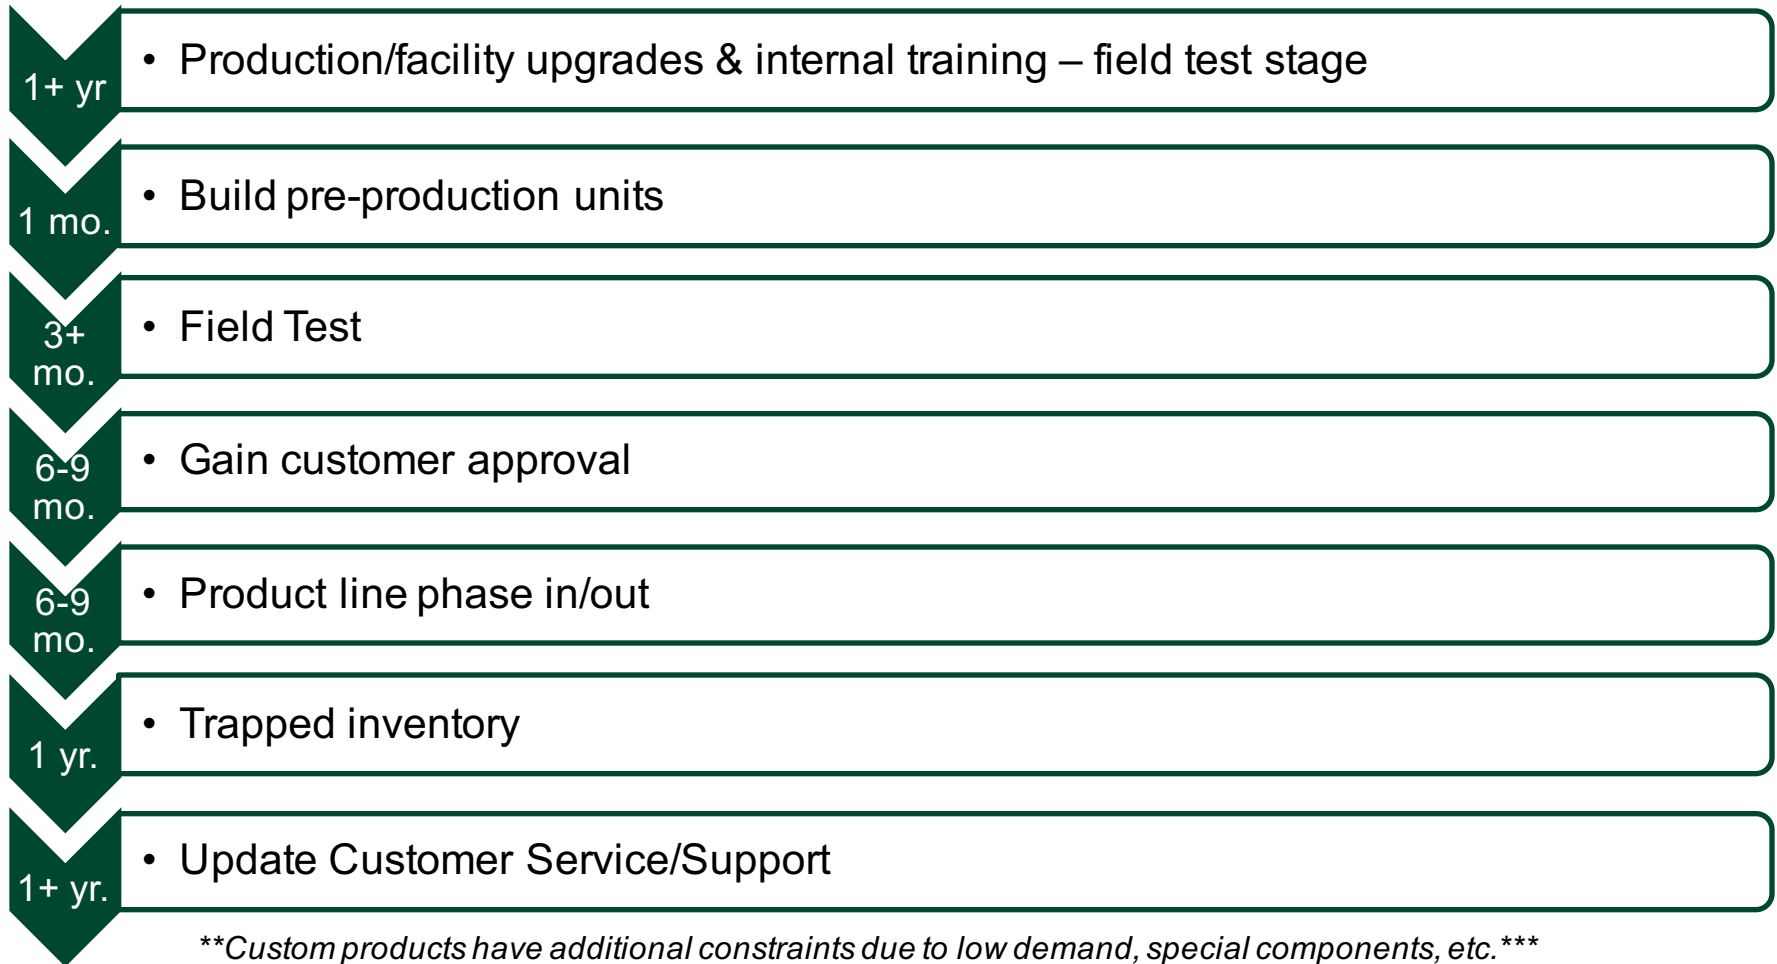 1+ yr
• Production/facility upgrades & internal training – field test stage
1 mo.
• Build pre-production units
3+
mo.
• Field Test
6-9
mo.
• Gain customer approval
6-9
mo.
• Product line phase in/out
1 yr.
• Trapped inventory
1+ yr.
• Update Customer Service/Support
**Custom products have additional constraints due to low demand, special components, etc.***